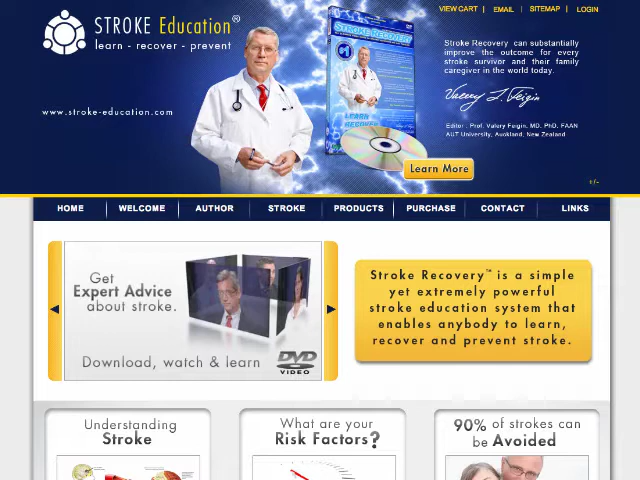 VIEW CART | EMAIL | SITEMAP | LOGIN
STROKE Education®
learn - recover - prevent
www.stroke-education.com
STROKE RECOVERY
LEARN
RECOVER
Stroke Recovery can substantially
improve the outcome for every
stroke survivor and their family
caregiver in the world today.
Valery L. Feigin
Editor : Prof. Valery Feigin, MD, PhD, FAAN
AUT University, Auckland, New Zealand
Learn More
+/-
HOME
WELCOME
AUTHOR
STROKE
PRODUCTS
PURCHASE
CONTACT
LINKS
Get
Expert Advice
about stroke.
Download, watch & learn
DVD
VIDEO
Stroke Recovery™ is a simple
yet extremely powerful
stroke education system that
enables anybody to learn,
recover and prevent stroke.
Understanding
Stroke
What are your
Risk Factors?
90% of strokes can
be Avoided